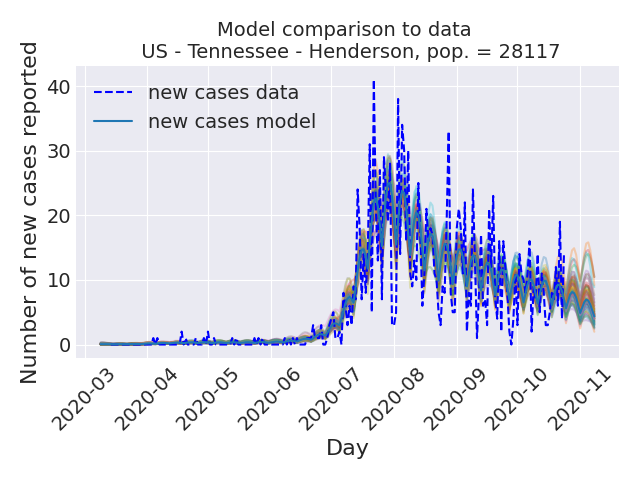 Model comparison to data
US - Tennessee - Henderson, pop. = 28117
Number of new cases reported
40
30
20
10
0
new cases data
new cases model
2020-03
2020-04
2020-05
2020-06
2020-07
2020-08
2020-09
2020-10
2020-11
Day